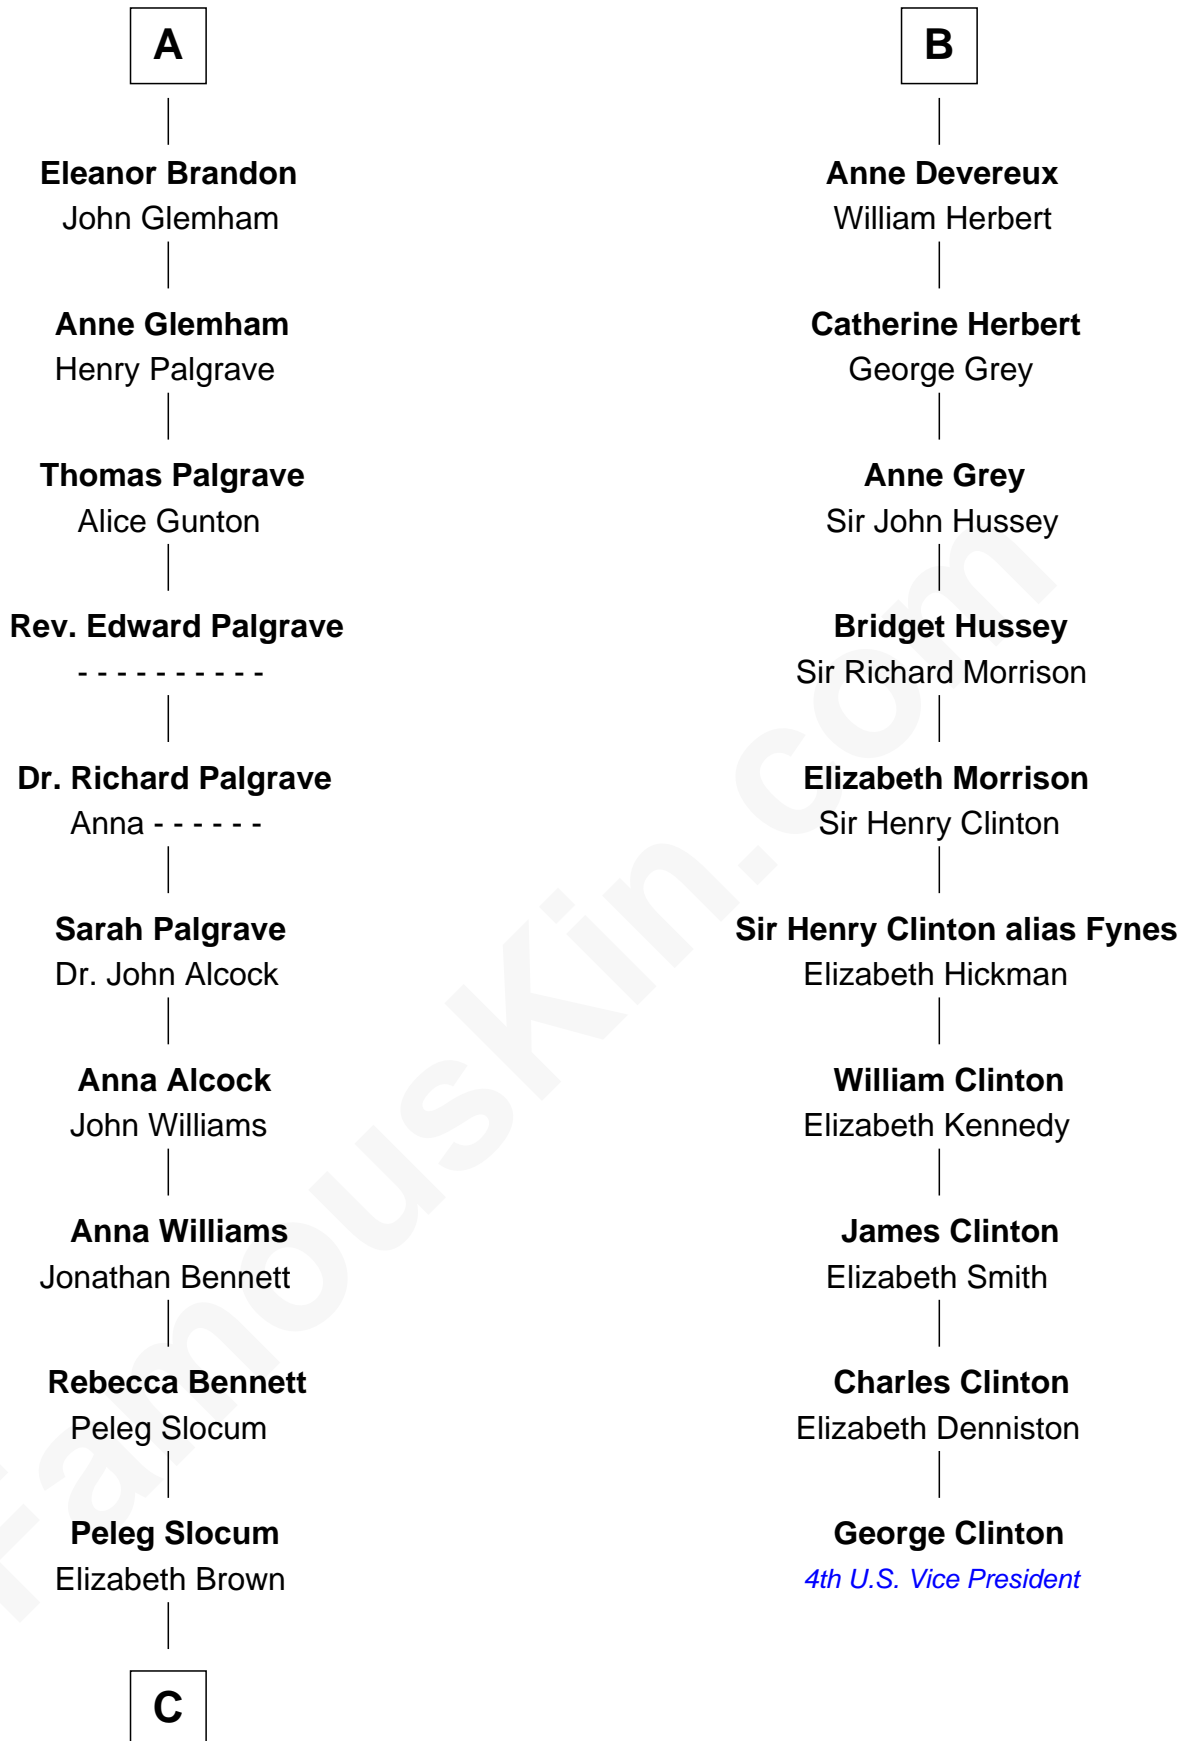 A
Eleanor Brandon
John Glemham
Anne Glemham
Henry Palgrave
Thomas Palgrave
Alice Gunton
Rev. Edward Palgrave
- - - - - - - - - -
Dr. Richard Palgrave
Anna - - - - - -
Sarah Palgrave
Dr. John Alcock
Anna Alcock
John Williams
Anna Williams
Jonathan Bennett
Rebecca Bennett
Peleg Slocum
Peleg Slocum
Elizabeth Brown
C
B
Anne Devereux
William Herbert
Catherine Herbert
George Grey
Anne Grey
Sir John Hussey
Bridget Hussey
Sir Richard Morrison
Elizabeth Morrison
Sir Henry Clinton
Sir Henry Clinton alias Fynes
Elizabeth Hickman
William Clinton
Elizabeth Kennedy
James Clinton
Elizabeth Smith
Charles Clinton
Elizabeth Denniston
George Clinton
4th U.S. Vice President
FamousKin.com